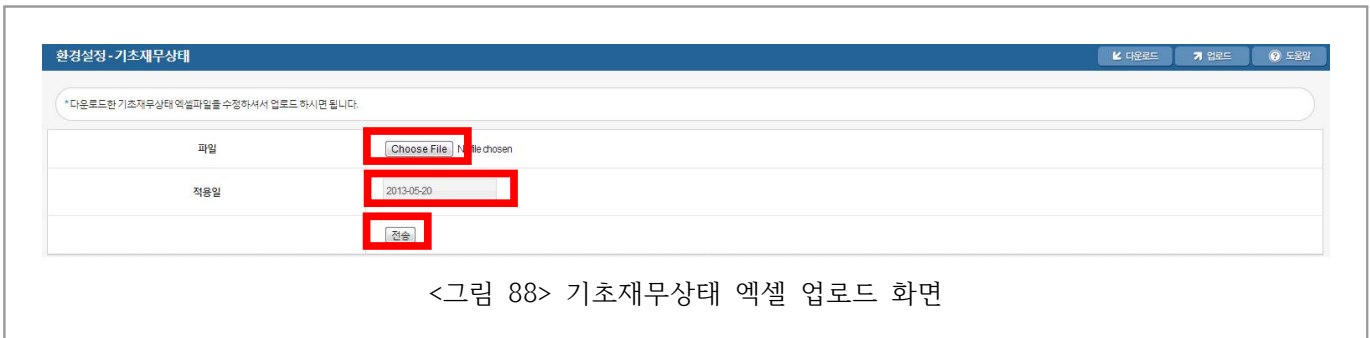 환경설정-기초재무상태
다운로드 업로드 도움말
*다운로드한 기초재무상태 엑셀파일을 수정하셔서 업로드 하시면 됩니다.
파일 Choose File No file chosen
적용일 2013-05-20
전송
<그림 88> 기초재무상태 엑셀 업로드 화면